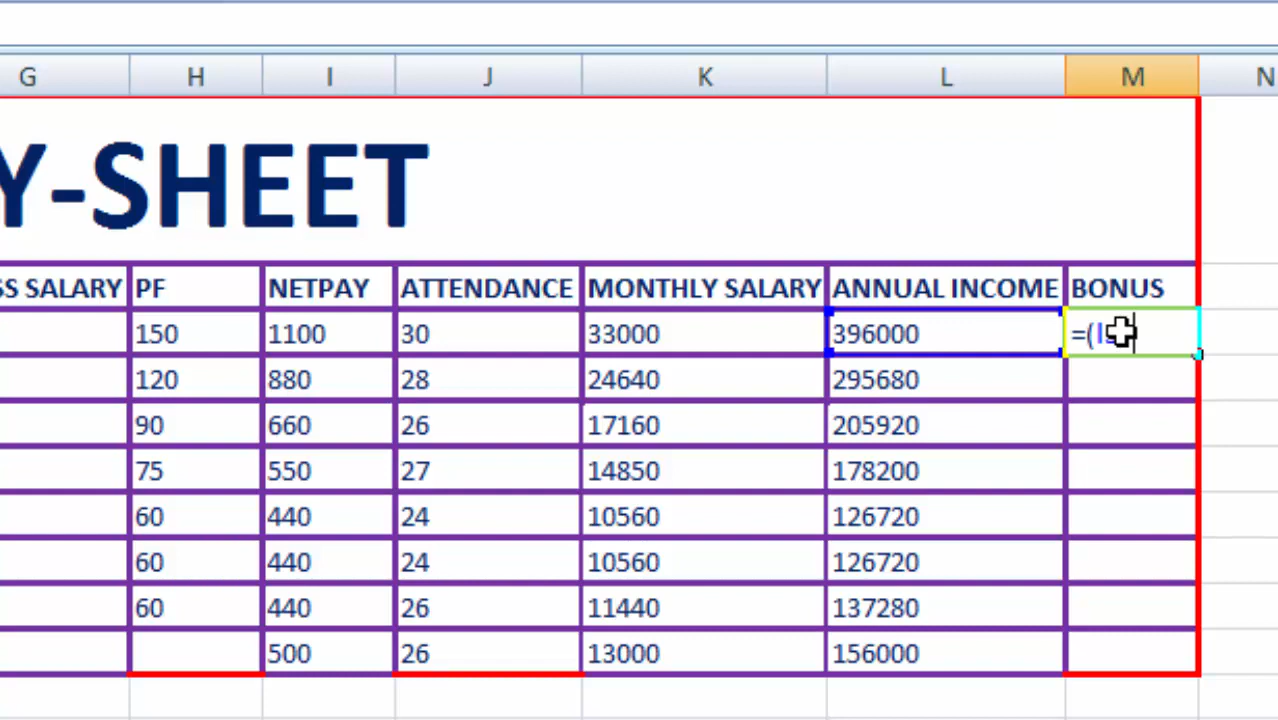 G H I J K L M N
Y-SHEET
SS SALARY PF NETPAY ATTENDANCE MONTHLY SALARY ANNUAL INCOME BONUS
150 1100 30 33000 396000 =(
120 880 28 24640 295680
90 660 26 17160 205920
75 550 27 14850 178200
60 440 24 10560 126720
60 440 24 10560 126720
60 440 26 11440 137280
500 26 13000 156000